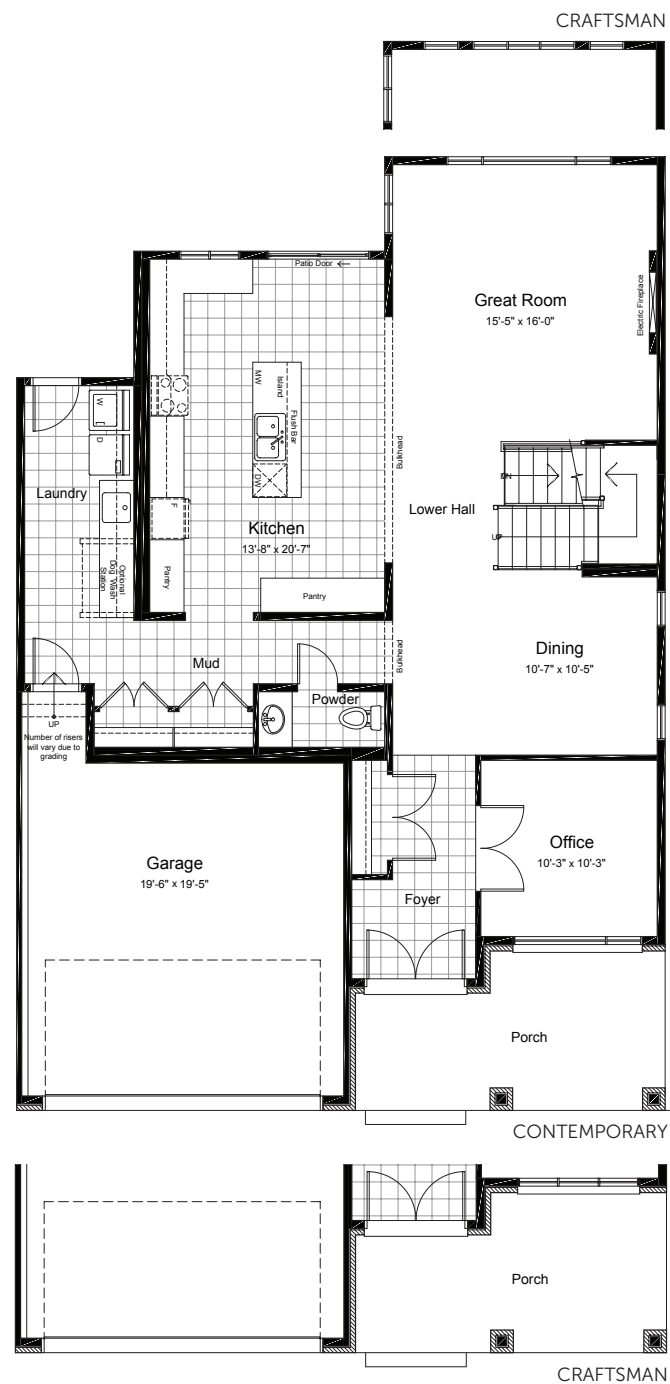 CRAFTSMAN
Great Room
15'-5" x 16'-0"
Electric Fireplace
Patio Door
MW
Island
Flush Bar
DW
W
D
Laundry
F
Kitchen
13'-8" x 20'-7"
Pantry
Pantry
Bulkhead
Lower Hall
DN
UP
Optional
Dog Wash
Station
Mud
Bulkhead
Dining
10'-7" x 10'-5"
Powder
UP
Number of risers
will vary due to
grading
Garage
19'-6" x 19'-5"
Office
10'-3" x 10'-3"
Foyer
Porch
CONTEMPORARY
Porch
CRAFTSMAN